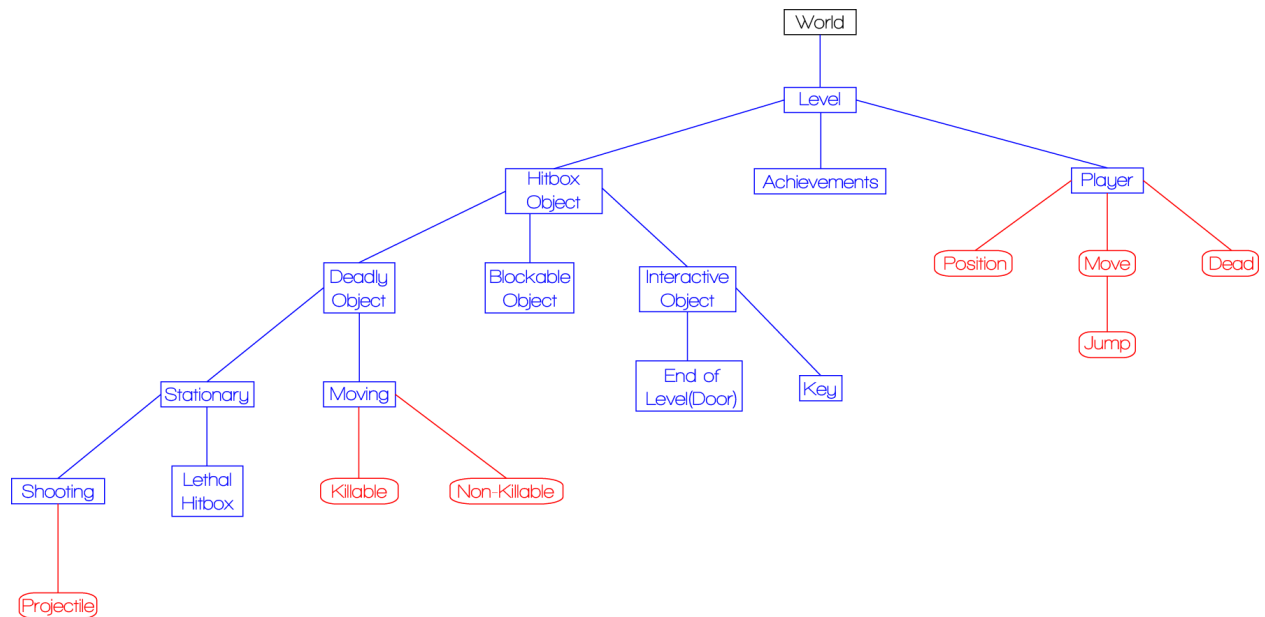 World
Level
Hitbox
Object
Achievements
Player
Deadly
Object
Blockable
Object
Interactive
Object
Position
Move
Dead
Jump
Stationary
Moving
End of
Level(Door)
Key
Shooting
Lethal
Hitbox
Killable
Non-Killable
Projectile